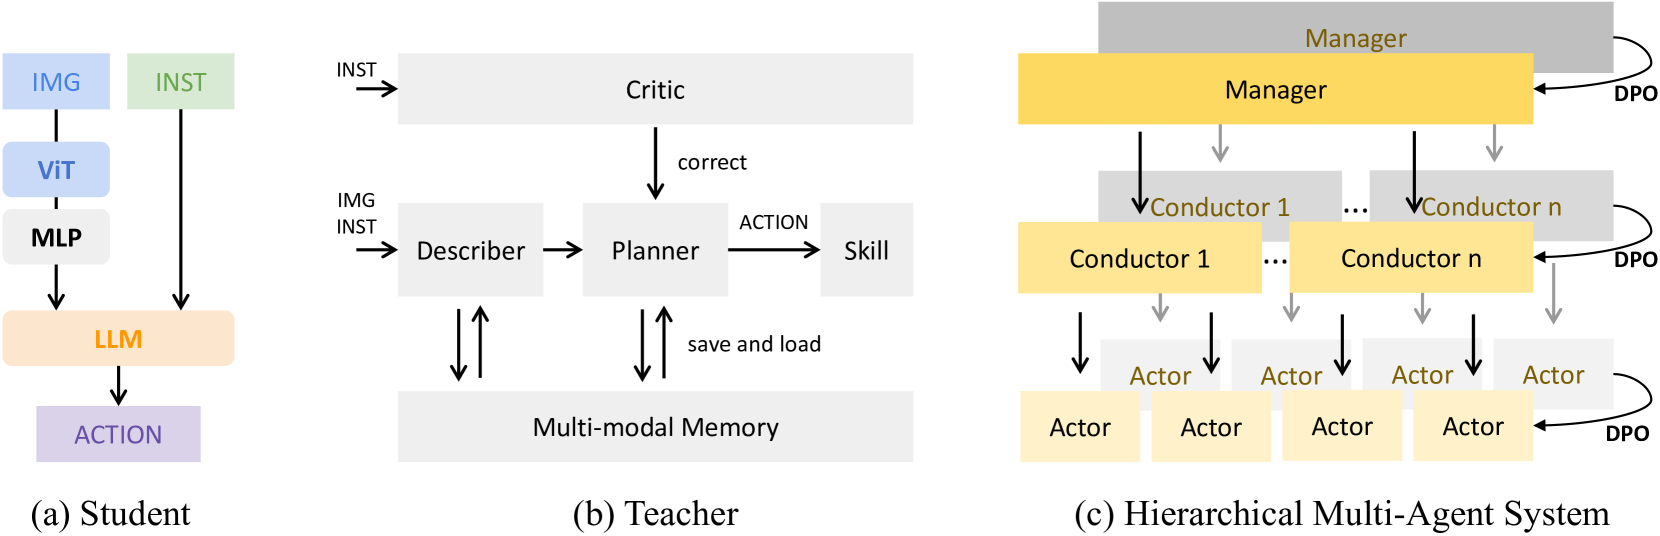 IMG
INST
ViT
MLP
LLM
ACTION
(a) Student
INST
Critic
correct
IMG
INST
Describer
Planner
ACTION
Skill
save and load
Multi-modal Memory
(b) Teacher
Manager
Manager
DPO
Conductor 1
...
Conductor n
Conductor 1
...
Conductor n
DPO
Actor
Actor
Actor
Actor
Actor
Actor
Actor
Actor
DPO
(c) Hierarchical Multi-Agent System